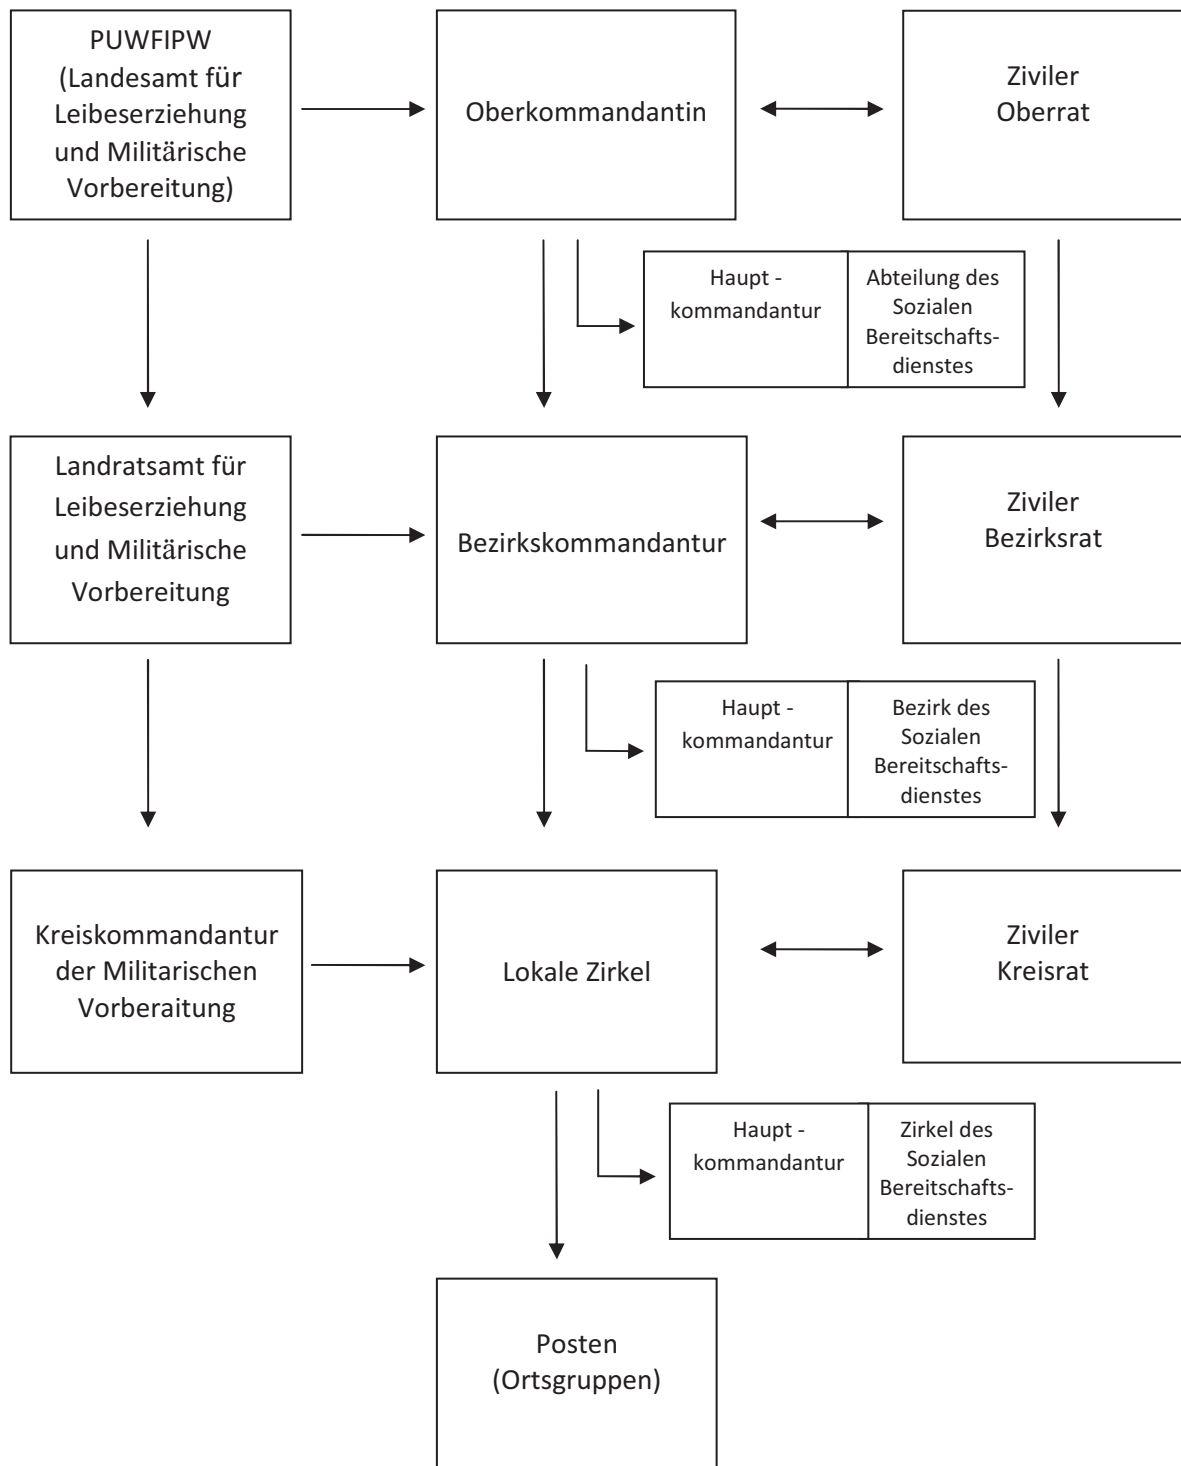 PUWFIPW
(Landesamt für
Leibeserziehung
und Militärische
Vorbereitung)
Oberkommandantin
Ziviler
Oberrat
Haupt -
kommandantur
Abteilung des
Sozialen
Bereitschafts-
dienstes
Landratsamt für
Leibeserziehung
und Militärische
Vorbereitung
Bezirkskommandantur
Ziviler
Bezirksrat
Haupt -
kommandantur
Bezirk des
Sozialen
Bereitschafts-
dienstes
Kreiskommandantur
der Militarischen
Vorberaitung
Lokale Zirkel
Ziviler
Kreisrat
Haupt -
kommandantur
Zirkel des
Sozialen
Bereitschafts-
dienstes
Posten
(Ortsgruppen)